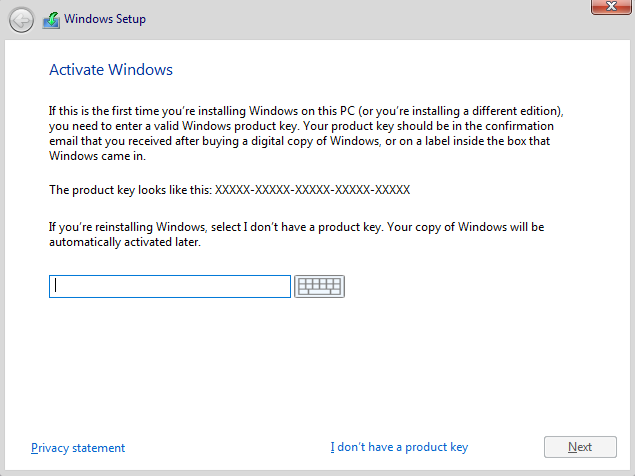 Windows Setup
Activate Windows
If this is the first time you're installing Windows on this PC (or you're installing a different edition),
you need to enter a valid Windows product key. Your product key should be in the confirmation
email that you received after buying a digital copy of Windows, or on a label inside the box that
Windows came in.
The product key looks like this: XXXXX-XXXXX-XXXXX-XXXXX-XXXXX
If you're reinstalling Windows, select I don't have a product key. Your copy of Windows will be
automatically activated later.
Privacy statement
I don't have a product key
Next